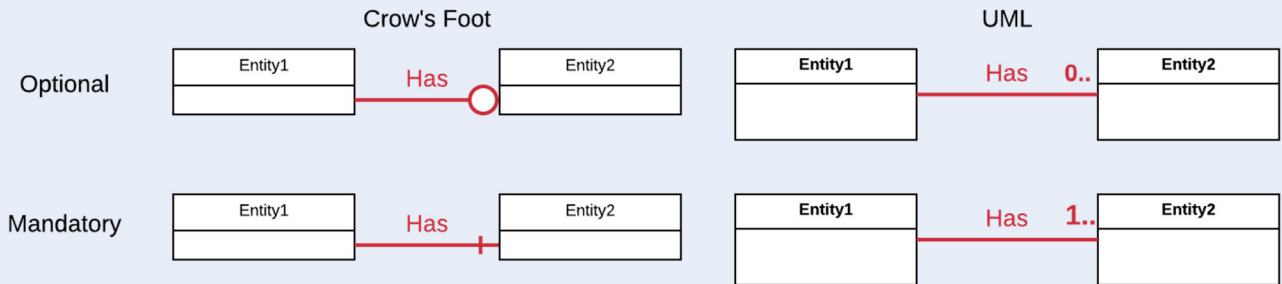 Crow's Foot UML
Optional Entity1 Has Entity2 Entity1 Has 0.. Entity2
Mandatory Entity1 Has Entity2 Entity1 Has 1.. Entity2